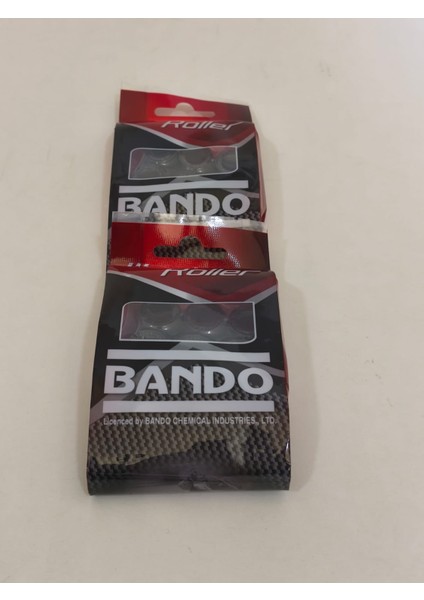 Roller
BANDO
Roller
BANDO
Licenced by BANDO CHEMICAL INDUSTRIES., LTD.